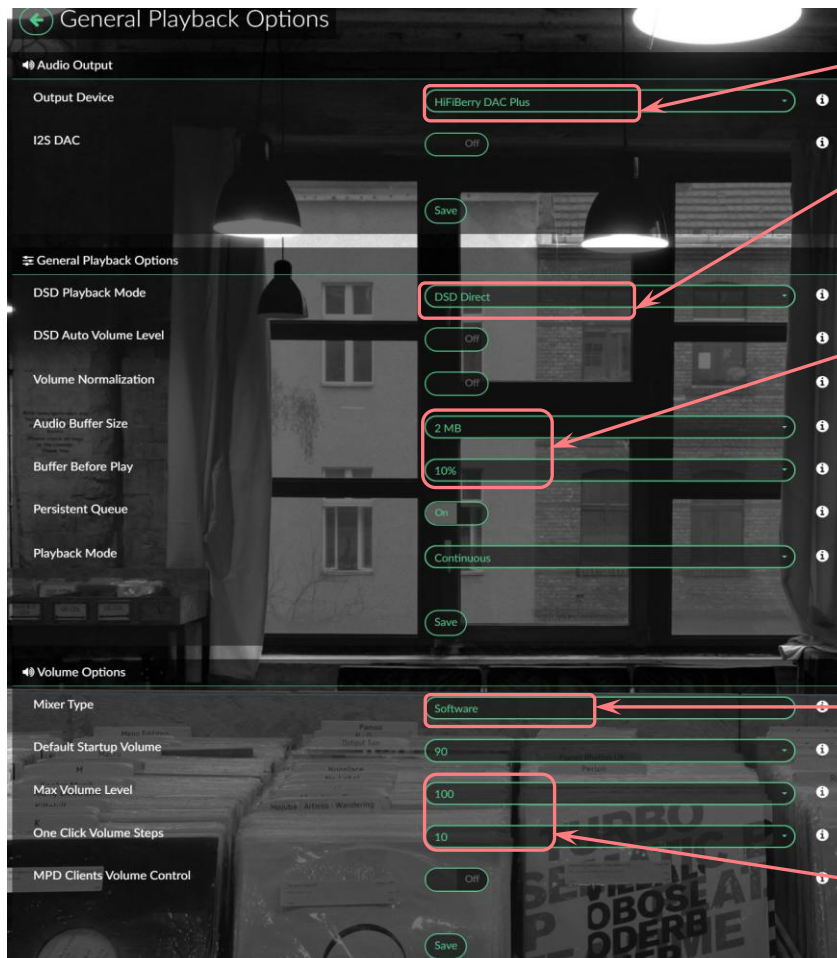 General Playback Options
Audio Output
Output Device HiFiBerry DAC Plus
I2S DAC Off
Save
General Playback Options
DSD Playback Mode DSD Direct
DSD Auto Volume Level Off
Volume Normalization Off
Audio Buffer Size 2 MB
Buffer Before Play 10%
Persistent Queue On
Playback Mode Continuous
Save
Volume Options
Mixer Type Software
Default Startup Volume 90
Max Volume Level 100
One Click Volume Steps 10
MPD Clients Volume Control Off
Save